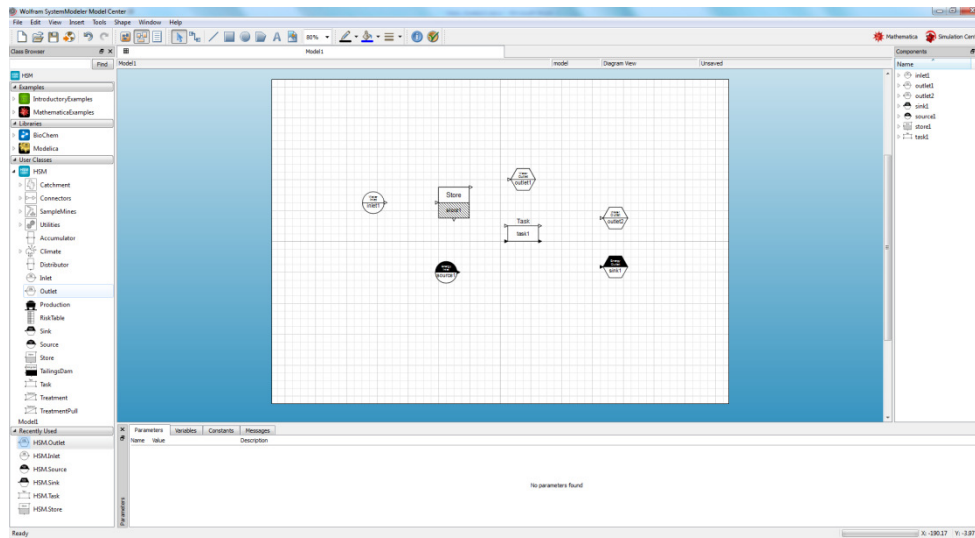 Wolfram SystemModeler Model Center
File Edit View Insert Tools Shape Window Help
80%
Mathematica Simulation Cent
Class Browser
Model1
Components
Find
Model1 model Diagram View Unsaved
Name
HSM
Examples
IntroductoryExamples
MathematicaExamples
Libraries
BioChem
Modelica
User Classes
HSM
Catchment
Connectors
SampleMines
Utilities
Accumulator
Climate
Distributor
Inlet
Outlet
Production
RiskTable
Sink
Source
Store
TailingsDam
Task
Treatment
TreatmentPull
Model1
Recently Used
HSM.Outlet
HSM.Inlet
HSM.Source
HSM.Sink
HSM.Task
HSM.Store
inlet1
Store
store1
outlet1
Task
task1
outlet2
source1
sink1
inlet1
outlet1
outlet2
sink1
source1
store1
task1
Parameters Variables Constants Messages
Name Value Description
No parameters found
Parameters
Ready
X: -190.17 Y: -3.97